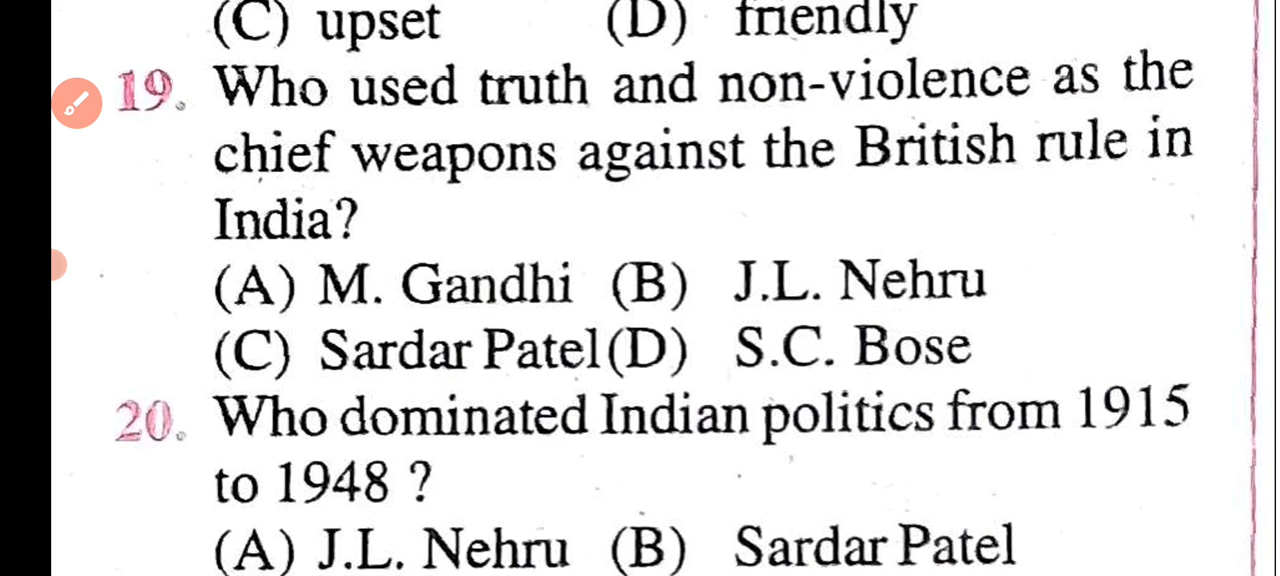 (C) upset (D) friendly
19. Who used truth and non-violence as the
chief weapons against the British rule in
India?
(A) M. Gandhi (B) J.L. Nehru
(C) Sardar Patel (D) S.C. Bose
20. Who dominated Indian politics from 1915
to 1948 ?
(A) J.L. Nehru (B) Sardar Patel